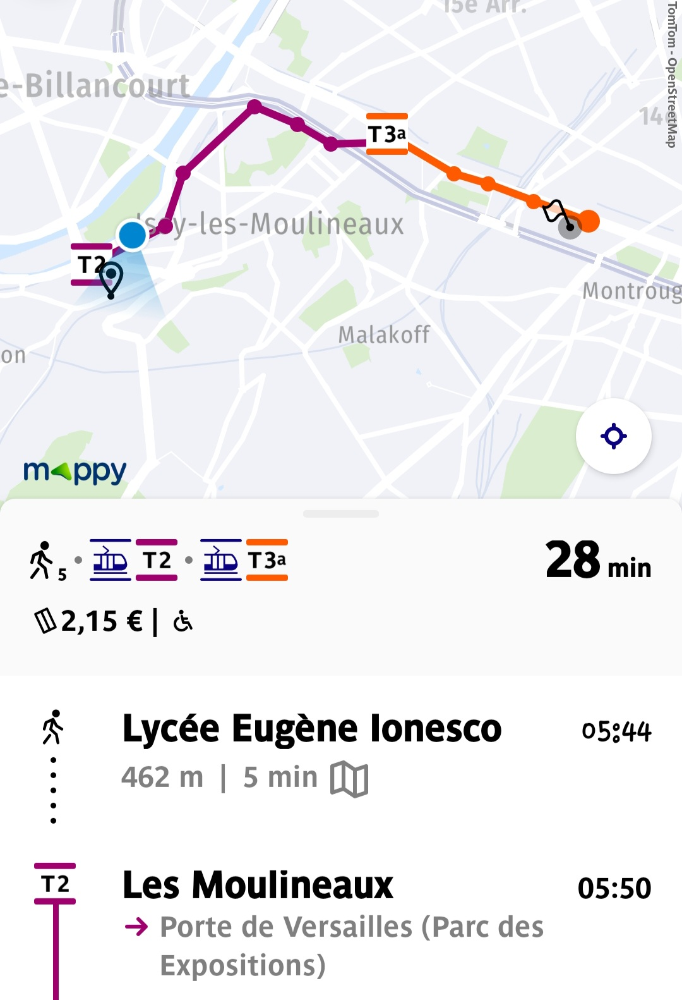 15e Arr.
TomTom - OpenStreetMap
e-Billancourt
14e
T3a
Issy-les-Moulineaux
T2
Montroug
Malakoff
on
mappy
5 • T2 • T3a 28 min
2,15 € |
Lycée Eugène Ionesco 05:44
462 m | 5 min
T2 Les Moulineaux 05:50
→ Porte de Versailles (Parc des
Expositions)